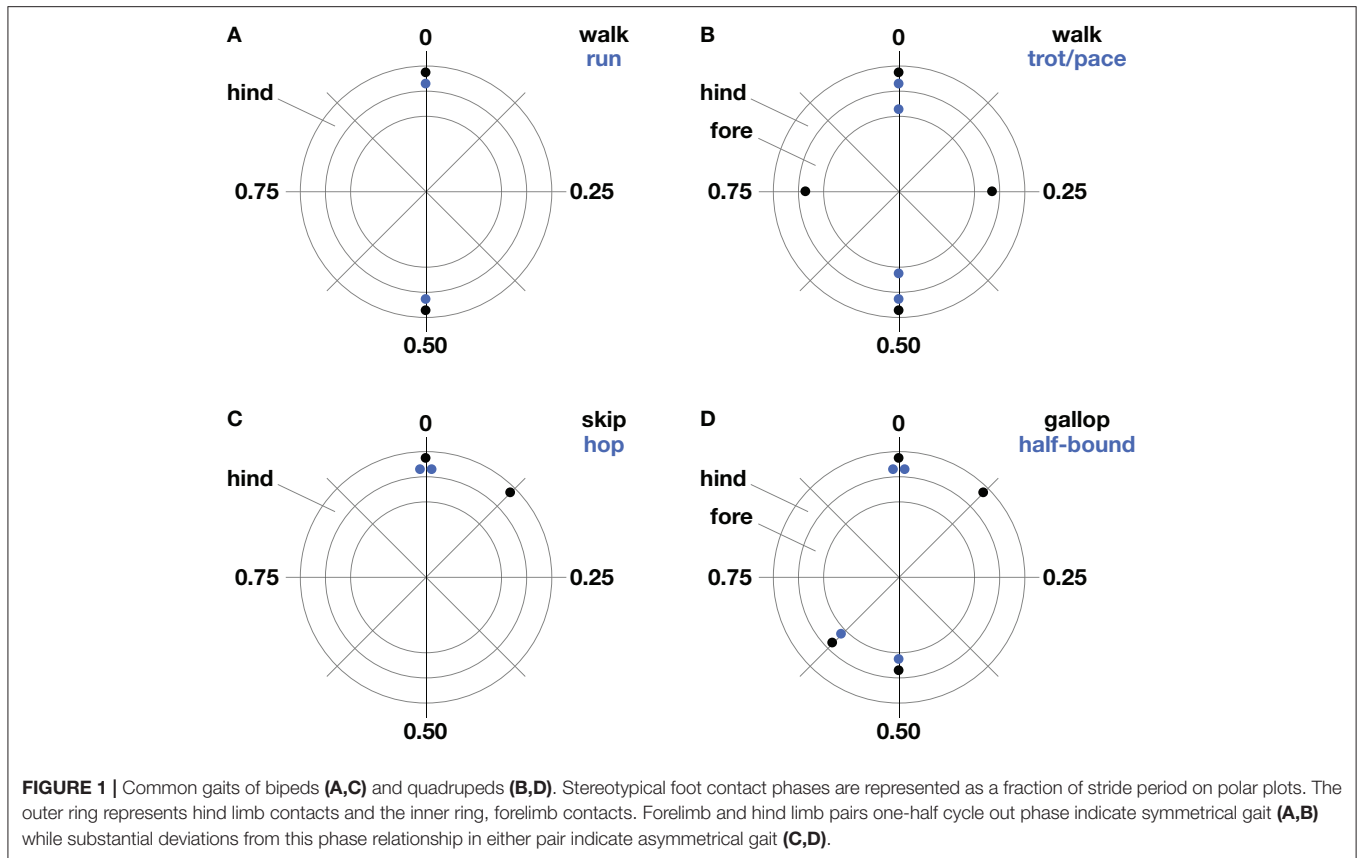 A
0
walk
run
hind
0.75
0.25
0.50
B
0
walk
trot/pace
hind
fore
0.75
0.25
0.50
C
0
skip
hop
hind
0.75
0.25
0.50
D
0
gallop
half-bound
hind
fore
0.75
0.25
0.50
FIGURE 1 | Common gaits of bipeds (A,C) and quadrupeds (B,D). Stereotypical foot contact phases are represented as a fraction of stride period on polar plots. The
outer ring represents hind limb contacts and the inner ring, forelimb contacts. Forelimb and hind limb pairs one-half cycle out phase indicate symmetrical gait (A,B)
while substantial deviations from this phase relationship in either pair indicate asymmetrical gait (C,D).